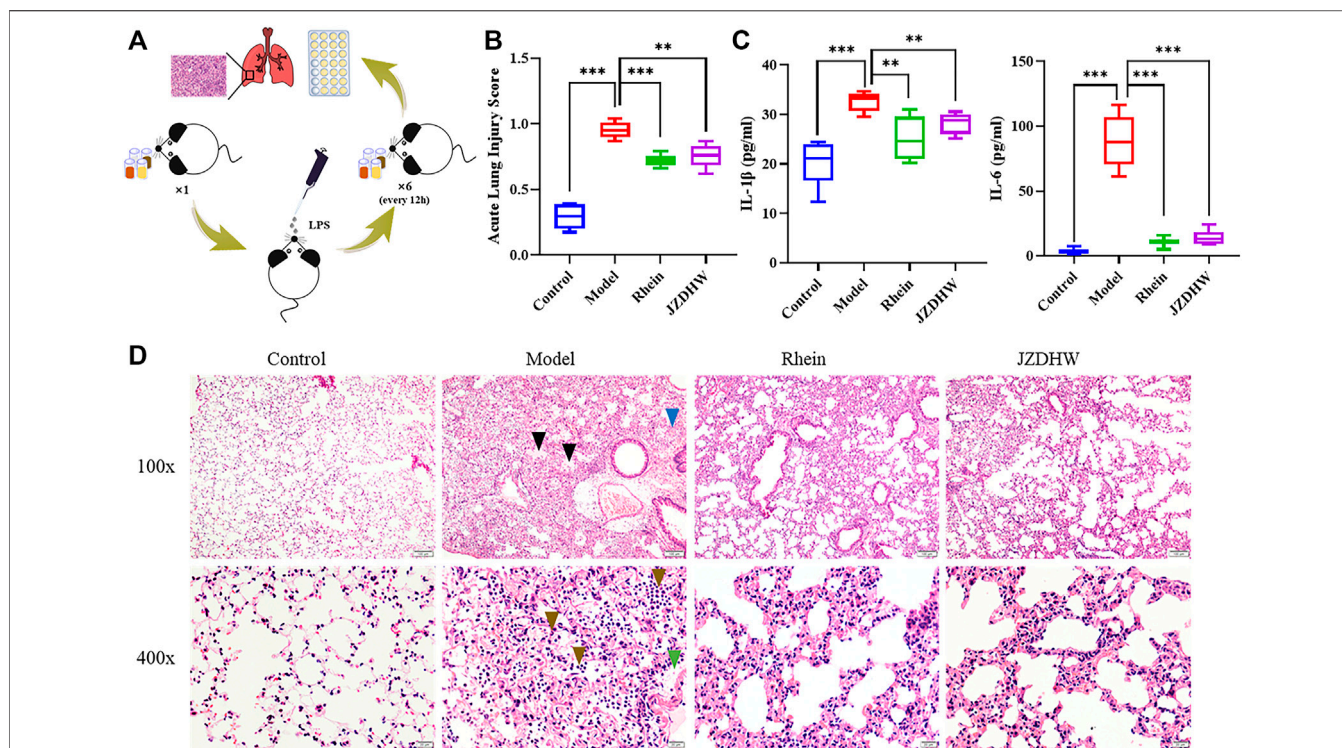 A
×1
LPS
×6
(every 12h)
B
Acute Lung Injury Score
1.5
1.0
0.5
0.0
***
***
**
Control
Model
Rhein
JZDHW
C
IL-1β (pg/ml)
40
30
20
10
0
***
**
**
Control
Model
Rhein
JZDHW
IL-6 (pg/ml)
150
100
50
0
***
***
***
Control
Model
Rhein
JZDHW
D
Control
Model
Rhein
JZDHW
100x
400x